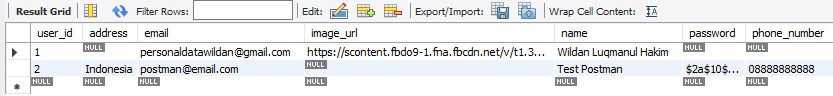 Result Grid Filter Rows: Edit: Export/Import: Wrap Cell Content: IA
user_id address email image_url name password phone_number
1 NULL personaldatawildan@gmail.com https://scontent.fbdo9-1.fna.fbcdn.net/v/t1.3... Wildan Luqmanul Hakim NULL NULL
2 Indonesia postman@email.com NULL Test Postman $2a$10$... 08888888888
NULL NULL NULL NULL NULL NULL NULL